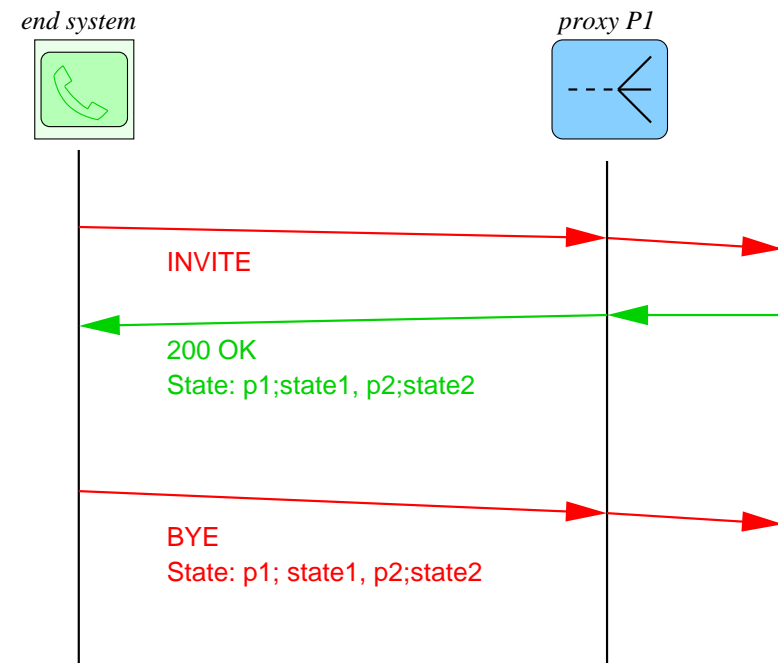 end system
proxy P1
INVITE
200 OK
State: p1;state1, p2;state2
BYE
State: p1; state1, p2;state2